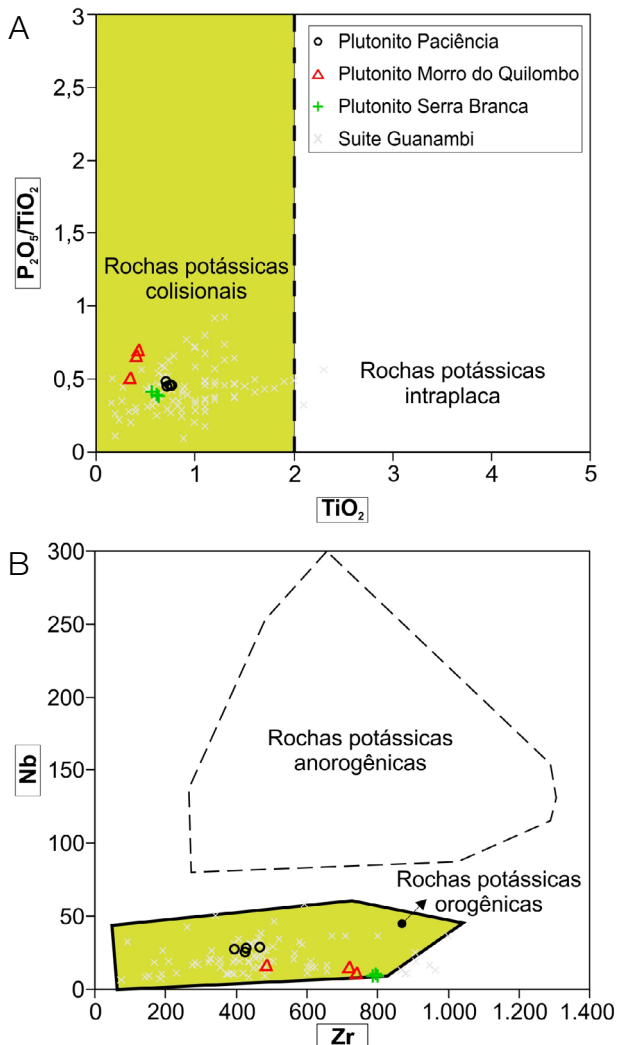 A
3
2,5
2
1,5
1
0,5
0
P₂O₅/TiO₂
Plutonito Paciência
Plutonito Morro do Quilombo
Plutonito Serra Branca
Suite Guanambi
Rochas potássicas
colisionais
Rochas potássicas
intraplaca
0
1
2
3
4
5
TiO₂
B
300
250
200
150
100
50
0
Nb
Rochas potássicas
anorogênicas
Rochas potássicas
orogênicas
0
200
400
600
800
1.000
1.200
1.400
Zr